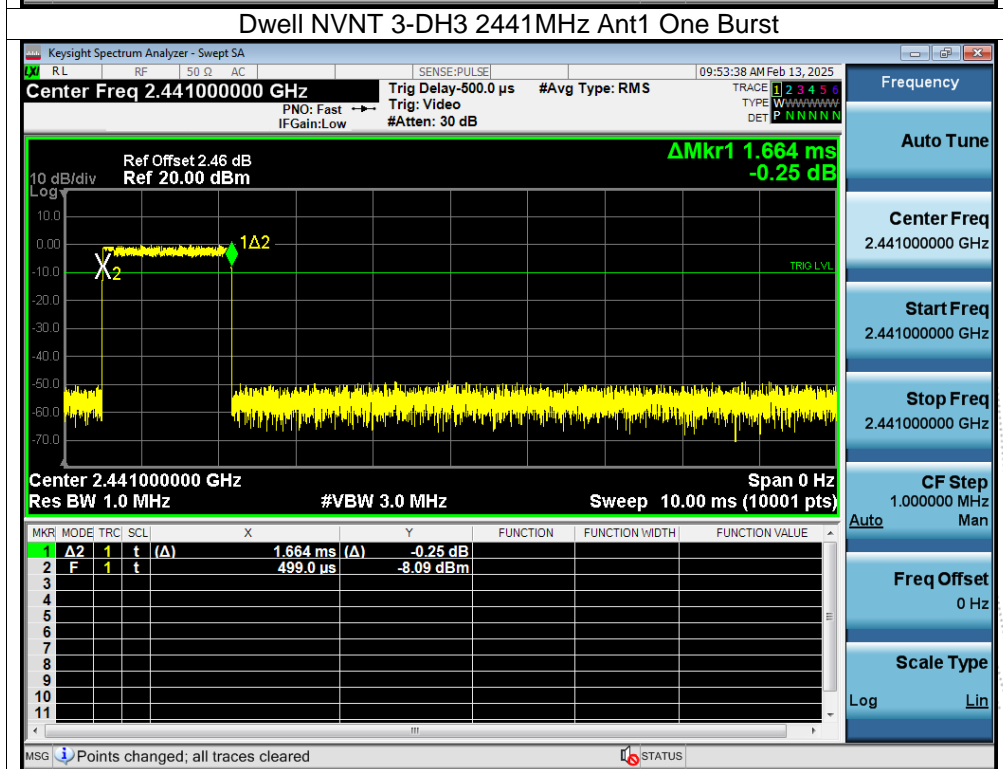 Dwell NVNT 3-DH3 2441MHz Ant1 One Burst
Keysight Spectrum Analyzer - Swept SA
LXI RL RF 50 Ω AC SENSE:PULSE 09:53:38 AM Feb 13, 2025
Center Freq 2.441000000 GHz
PNO: Fast
IFGain:Low
Trig Delay-500.0 µs
Trig: Video
#Atten: 30 dB
#Avg Type: RMS
TRACE 1 2 3 4 5 6
TYPE WWWWWW
DET P N N N N N
ΔMkr1 1.664 ms
-0.25 dB
Ref Offset 2.46 dB
10 dB/div Ref 20.00 dBm
Log
10.0
0.00
-10.0
-20.0
-30.0
-40.0
-50.0
-60.0
-70.0
1Δ2
X2
TRIG LVL
Center 2.441000000 GHz Span 0 Hz
Res BW 1.0 MHz #VBW 3.0 MHz Sweep 10.00 ms (10001 pts)
MKR MODE TRC SCL X Y FUNCTION FUNCTION WIDTH FUNCTION VALUE
1 Δ2 1 t (Δ) 1.664 ms (Δ) -0.25 dB
2 F 1 t 499.0 µs -8.09 dBm
3
4
5
6
7
8
9
10
11
MSG Points changed; all traces cleared STATUS
Frequency
Auto Tune
Center Freq
2.441000000 GHz
Start Freq
2.441000000 GHz
Stop Freq
2.441000000 GHz
CF Step
1.000000 MHz
Auto Man
Freq Offset
0 Hz
Scale Type
Log Lin